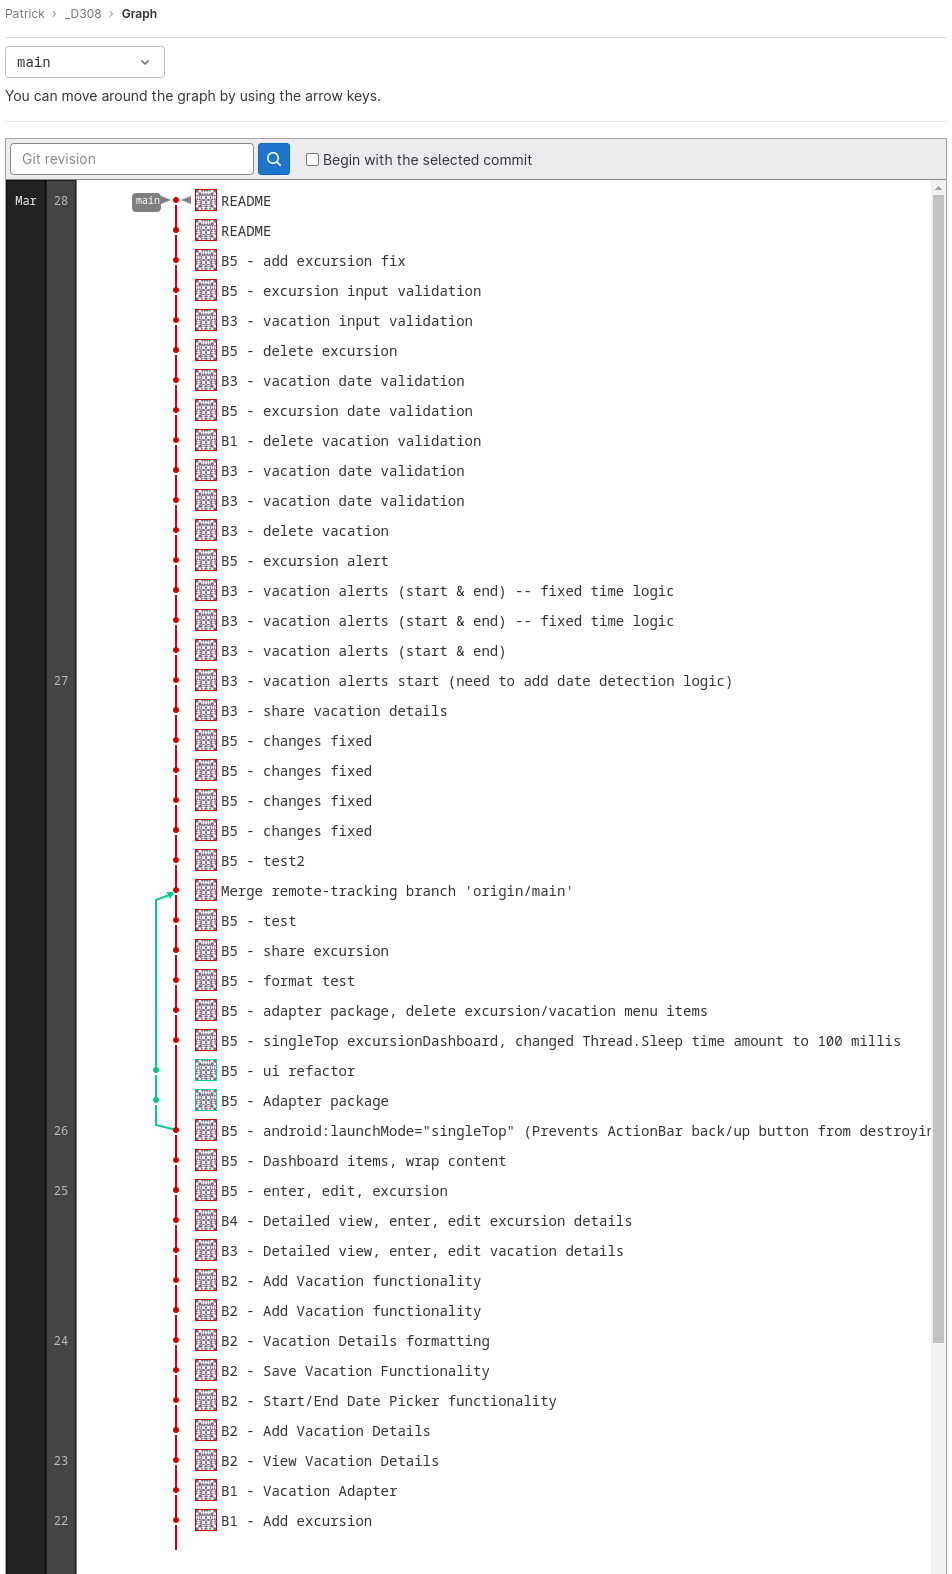 Patrick > _D308 > Graph
main
You can move around the graph by using the arrow keys.
Git revision
Begin with the selected commit
Mar 28 main README
README
B5 - add excursion fix
B5 - excursion input validation
B3 - vacation input validation
B5 - delete excursion
B3 - vacation date validation
B5 - excursion date validation
B1 - delete vacation validation
B3 - vacation date validation
B3 - vacation date validation
B3 - delete vacation
B5 - excursion alert
B3 - vacation alerts (start & end) -- fixed time logic
B3 - vacation alerts (start & end) -- fixed time logic
B3 - vacation alerts (start & end)
27 B3 - vacation alerts start (need to add date detection logic)
B3 - share vacation details
B5 - changes fixed
B5 - changes fixed
B5 - changes fixed
B5 - changes fixed
B5 - test2
Merge remote-tracking branch 'origin/main'
B5 - test
B5 - share excursion
B5 - format test
B5 - adapter package, delete excursion/vacation menu items
B5 - singleTop excursionDashboard, changed Thread.Sleep time amount to 100 millis
B5 - ui refactor
B5 - Adapter package
26 B5 - android:launchMode="singleTop" (Prevents ActionBar back/up button from destroyin
B5 - Dashboard items, wrap content
25 B5 - enter, edit, excursion
B4 - Detailed view, enter, edit excursion details
B3 - Detailed view, enter, edit vacation details
B2 - Add Vacation functionality
B2 - Add Vacation functionality
24 B2 - Vacation Details formatting
B2 - Save Vacation Functionality
B2 - Start/End Date Picker functionality
B2 - Add Vacation Details
23 B2 - View Vacation Details
B1 - Vacation Adapter
22 B1 - Add excursion